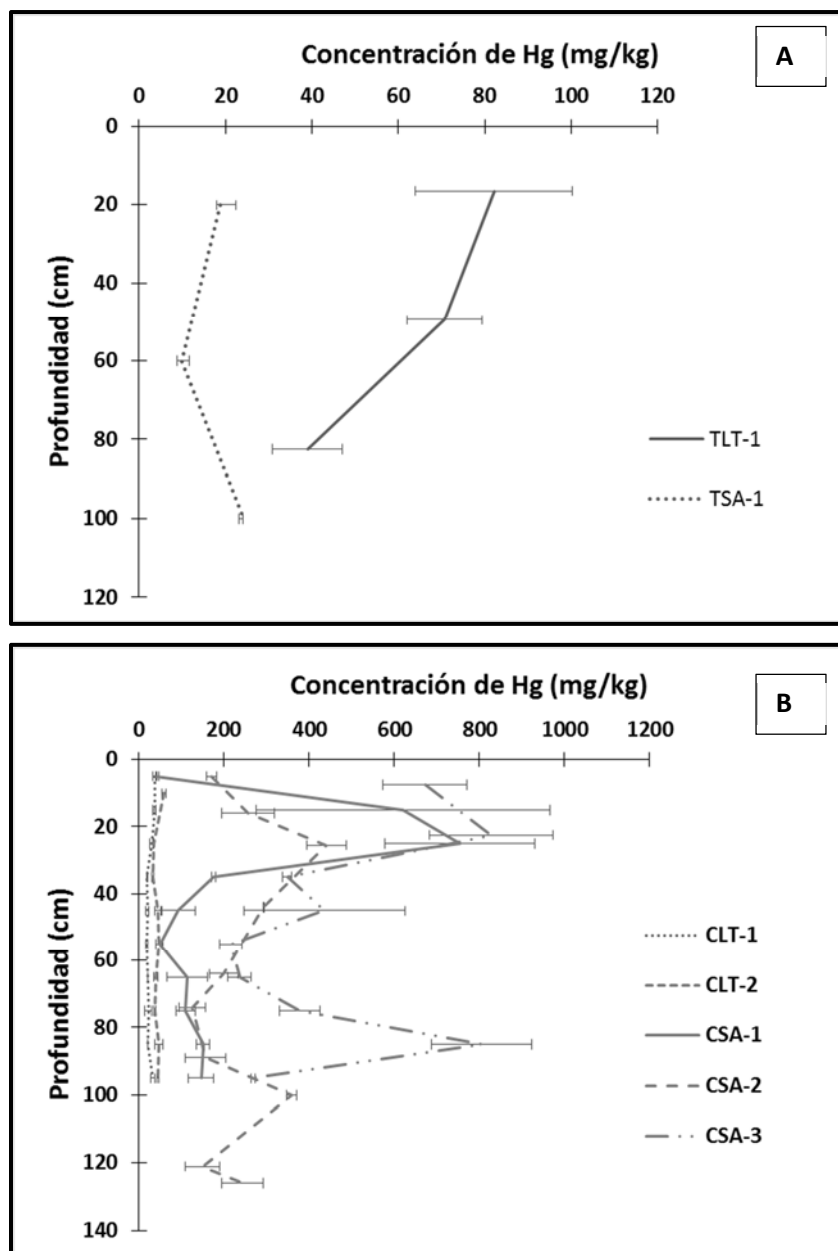 Concentración de Hg (mg/kg)
A
0 20 40 60 80 100 120
0
20
40
60
80
100
120
Profundidad (cm)
TLT-1
TSA-1
Concentración de Hg (mg/kg)
B
0 200 400 600 800 1000 1200
0
20
40
60
80
100
120
140
Profundidad (cm)
CLT-1
CLT-2
CSA-1
CSA-2
CSA-3